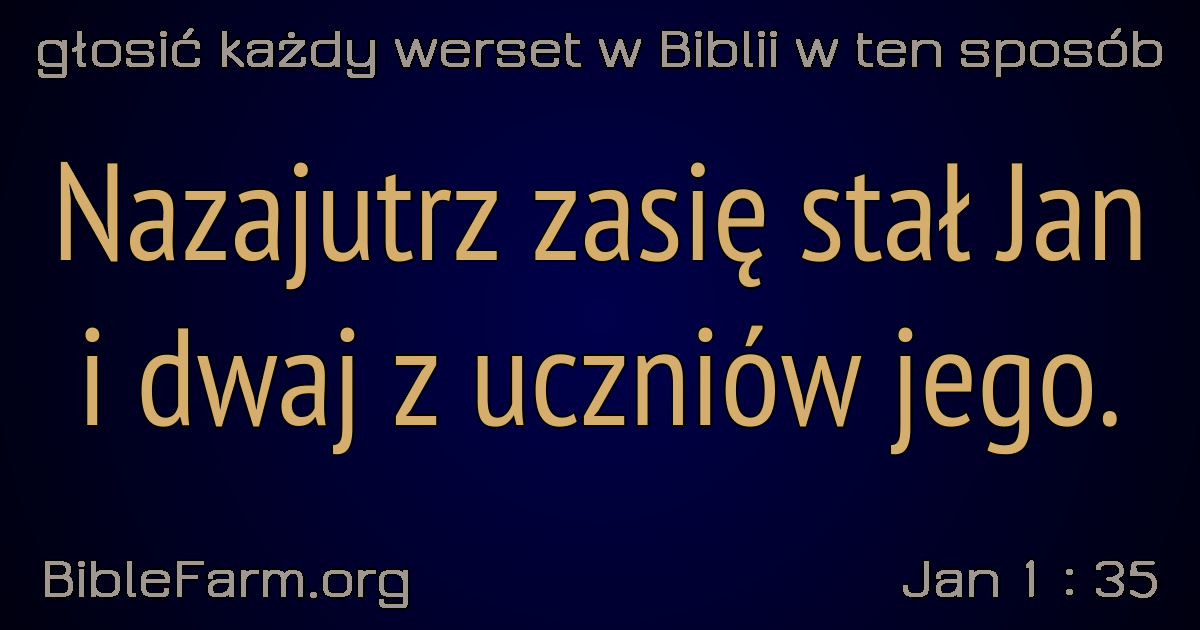 głosić każdy werset w Biblii w ten sposób
Nazajutrz zasię stał Jan
i dwaj z uczniów jego.
BibleFarm.org
Jan 1 : 35